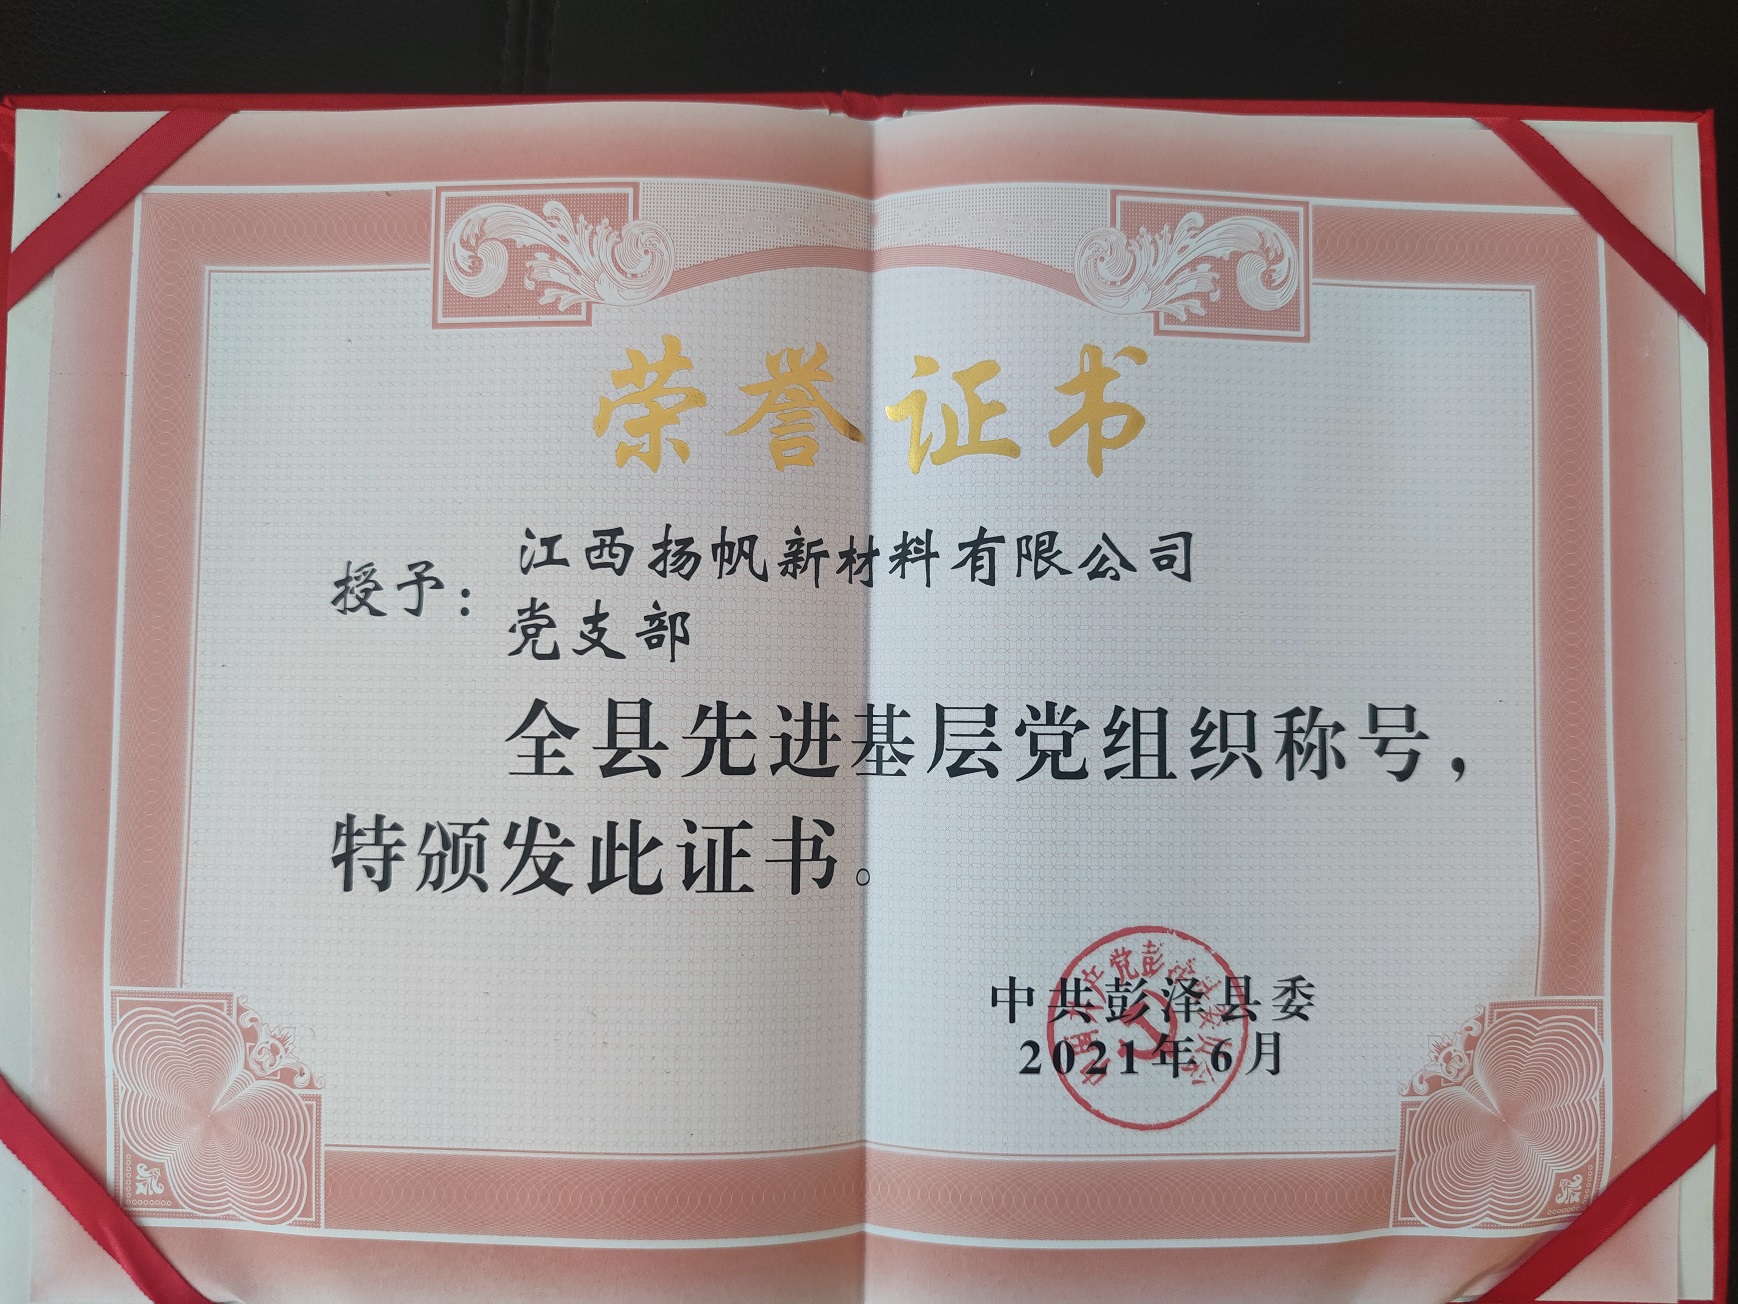 荣誉证书
授予：
江西扬帆新材料有限公司
党支部
全县先进基层党组织称号，
特颁发此证书。
中共彭泽县委
2021年6月